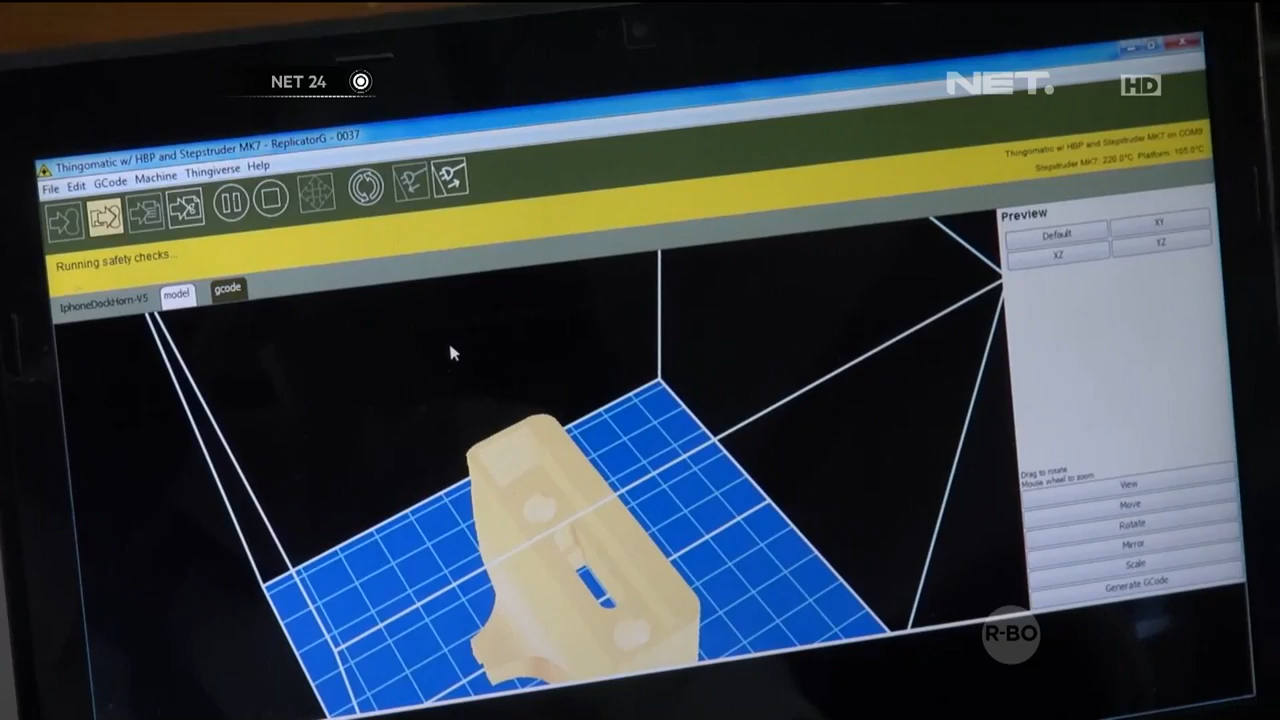 NET 24
NET.
HD
Thingomatic w/ HBP and Stepstruder MK7 - ReplicatorG - 0037
File Edit GCode Machine Thingiverse Help
Thingomatic w/ HBP and Stepstruder MK7 on COM9
Stepstruder MK7: 220.0°C Platform: 105.0°C
Running safety checks...
IphoneDockHorn-V5 model gcode
Preview
Default XY
XZ YZ
Drag to rotate
Mouse wheel to zoom
View
Move
Rotate
Mirror
Scale
Generate GCode
R-BO